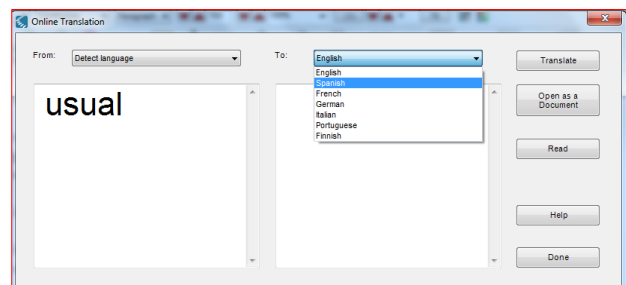 Online Translation
From: Detect language To: English Translate
English
Spanish
French
German
Italian
Portuguese
Finnish
usual
Open as a
Document
Read
Help
Done